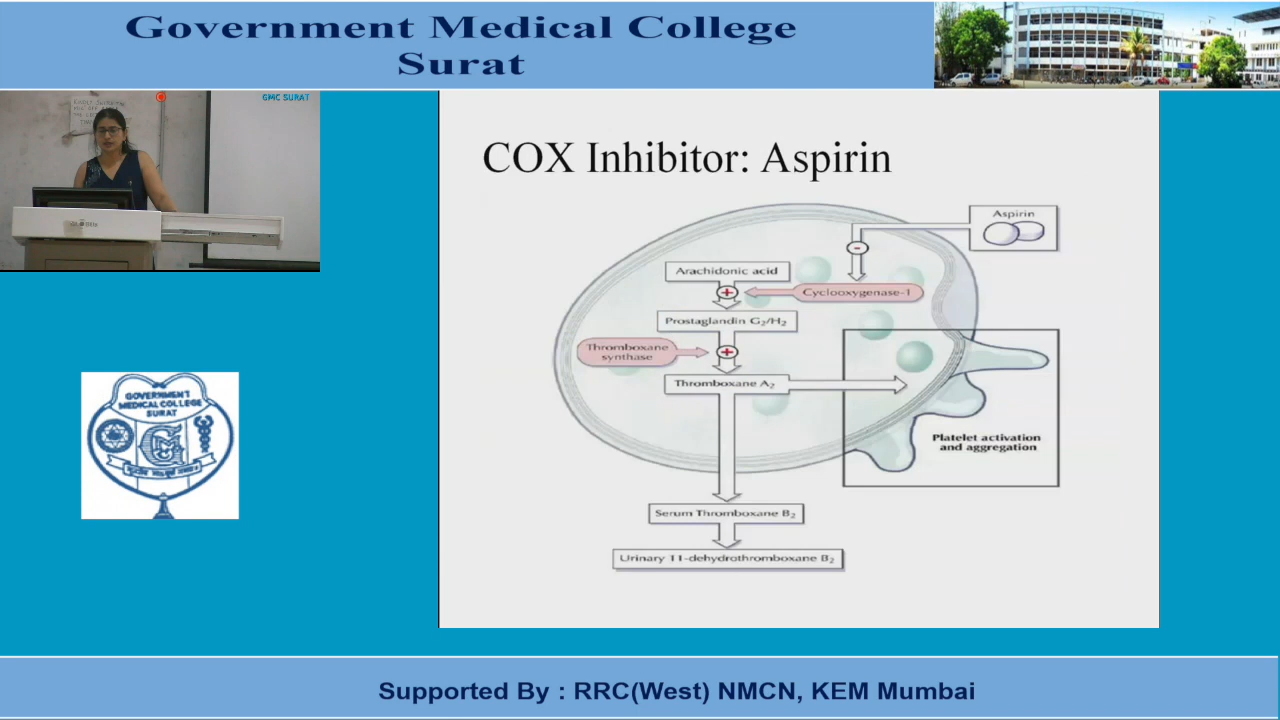 Government Medical College
Surat
GMC SURAT
COX Inhibitor: Aspirin
Aspirin
-
Arachidonic acid
+
Cyclooxygenase-1
Prostaglandin G₂/H₂
Thromboxane
synthase
+
Thromboxane A₂
Platelet activation
and aggregation
Serum Thromboxane B₂
Urinary 11-dehydrothromboxane B₂
GOVERNMENT
MEDICAL COLLEGE
SURAT
Supported By : RRC(West) NMCN, KEM Mumbai